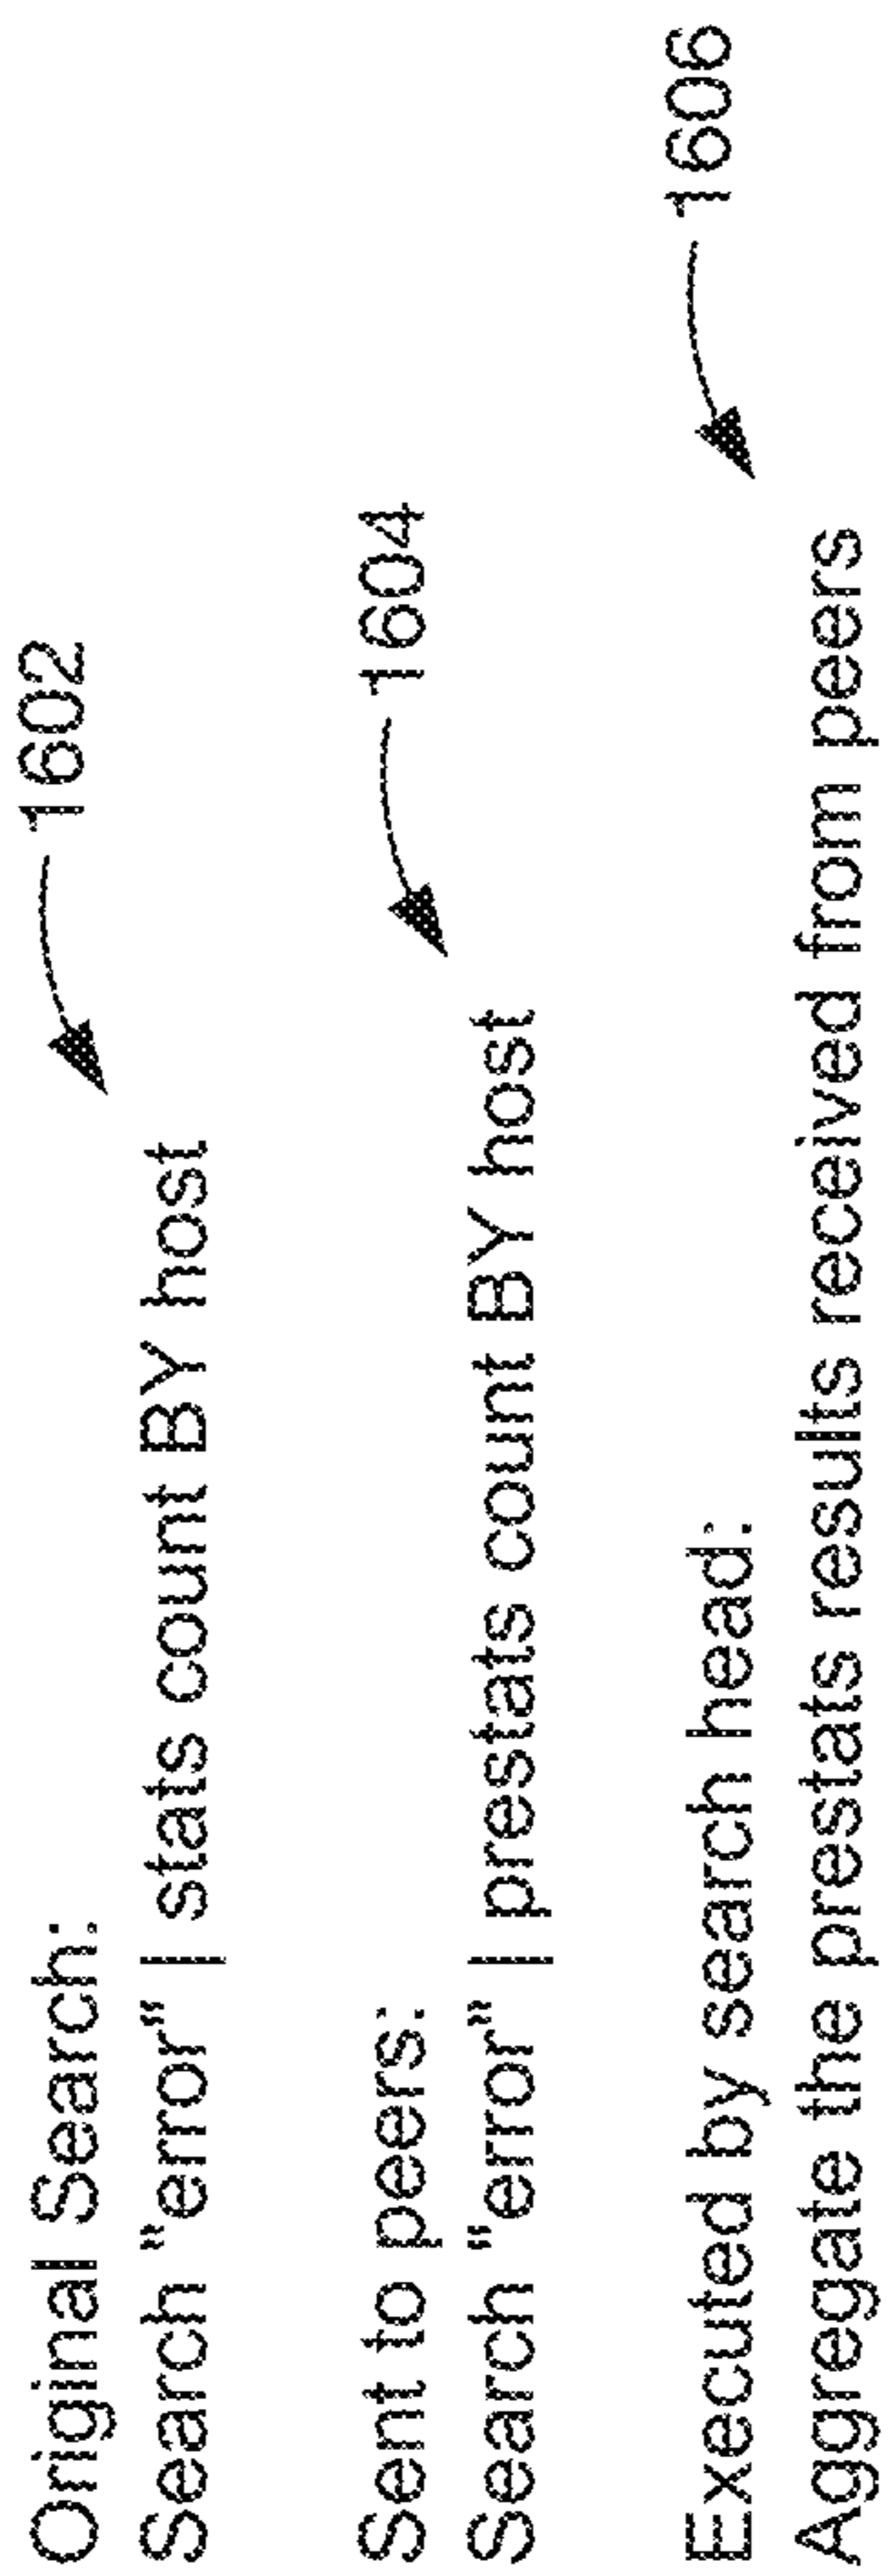 Original Search:
1602
Search "error" | stats count BY host
Sent to peers:
1604
Search "error" | prestats count BY host
Executed by search head:
1606
Aggregate the prestats results received from peers